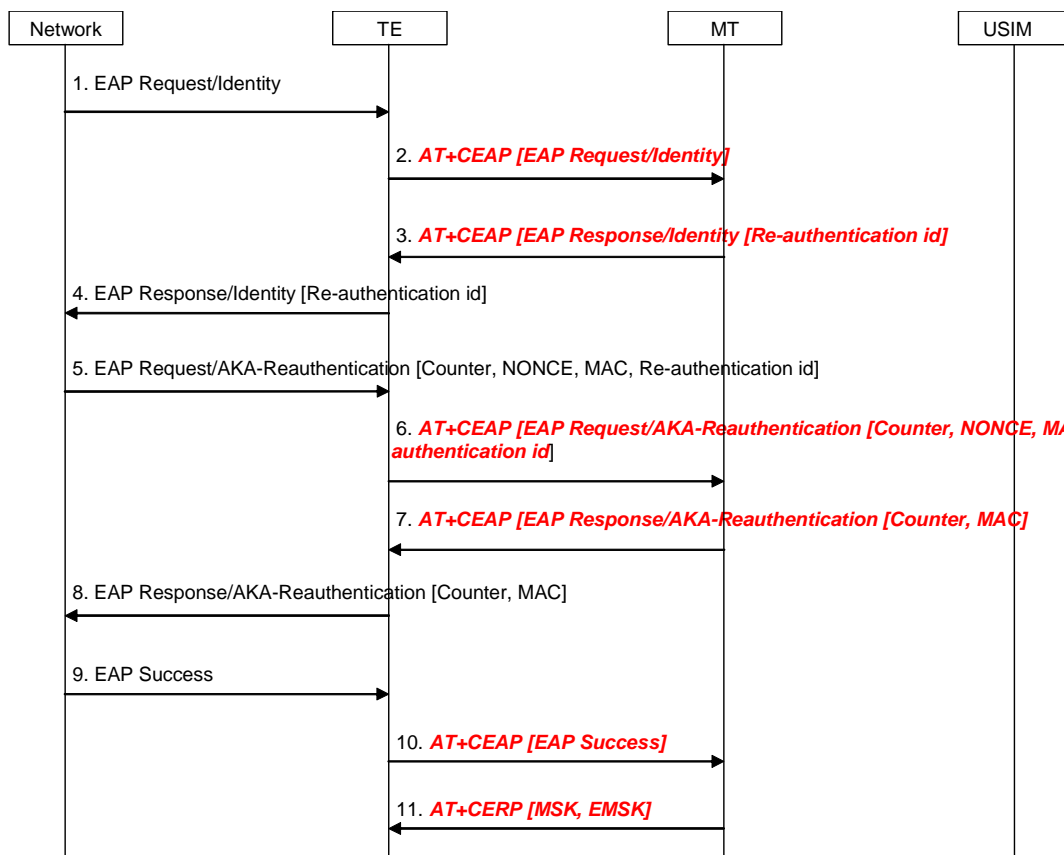 Network
TE
MT
USIM
1. EAP Request/Identity
2. AT+CEAP [EAP Request/Identity]
3. AT+CEAP [EAP Response/Identity [Re-authentication id]
4. EAP Response/Identity [Re-authentication id]
5. EAP Request/AKA-Reauthentication [Counter, NONCE, MAC, Re-authentication id]
6. AT+CEAP [EAP Request/AKA-Reauthentication [Counter, NONCE,
authentication id]
7. AT+CEAP [EAP Response/AKA-Reauthentication [Counter, MAC]
8. EAP Response/AKA-Reauthentication [Counter, MAC]
9. EAP Success
10. AT+CEAP [EAP Success]
11. AT+CERP [MSK, EMSK]